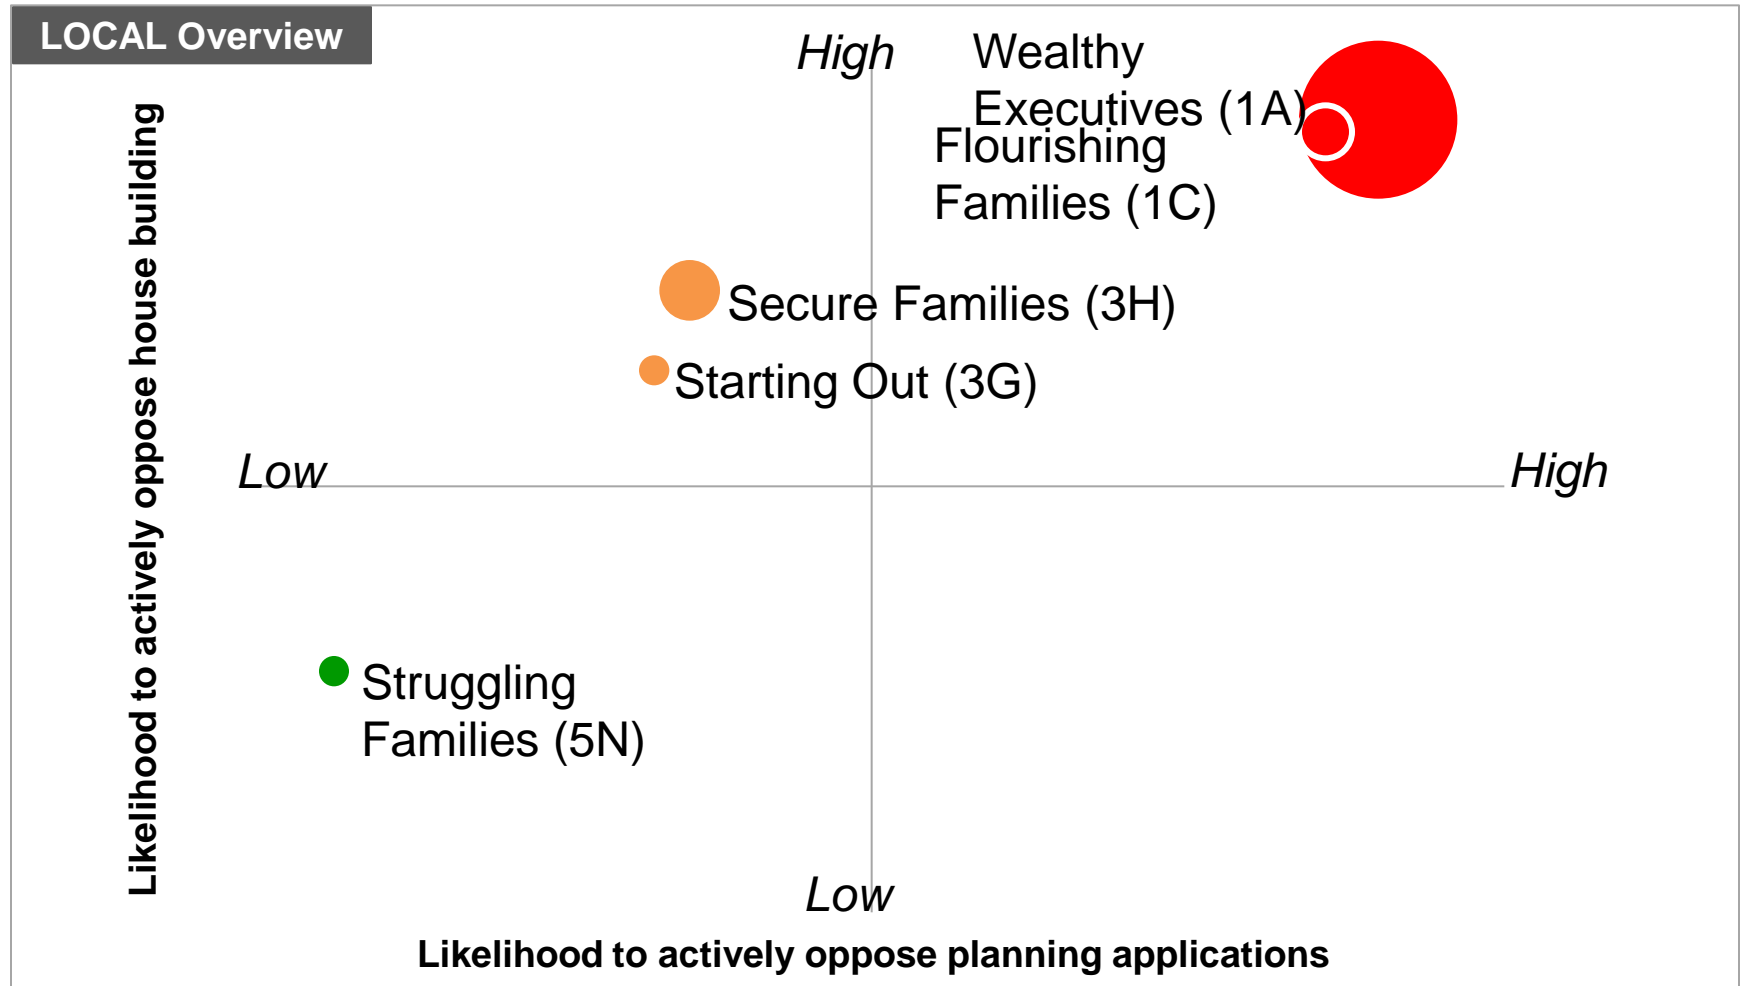 LOCAL Overview
High
Wealthy
Executives (1A)
Flourishing
Families (1C)
Secure Families (3H)
Starting Out (3G)
Low
High
Likelihood to actively oppose house building
Struggling
Families (5N)
Low
Likelihood to actively oppose planning applications